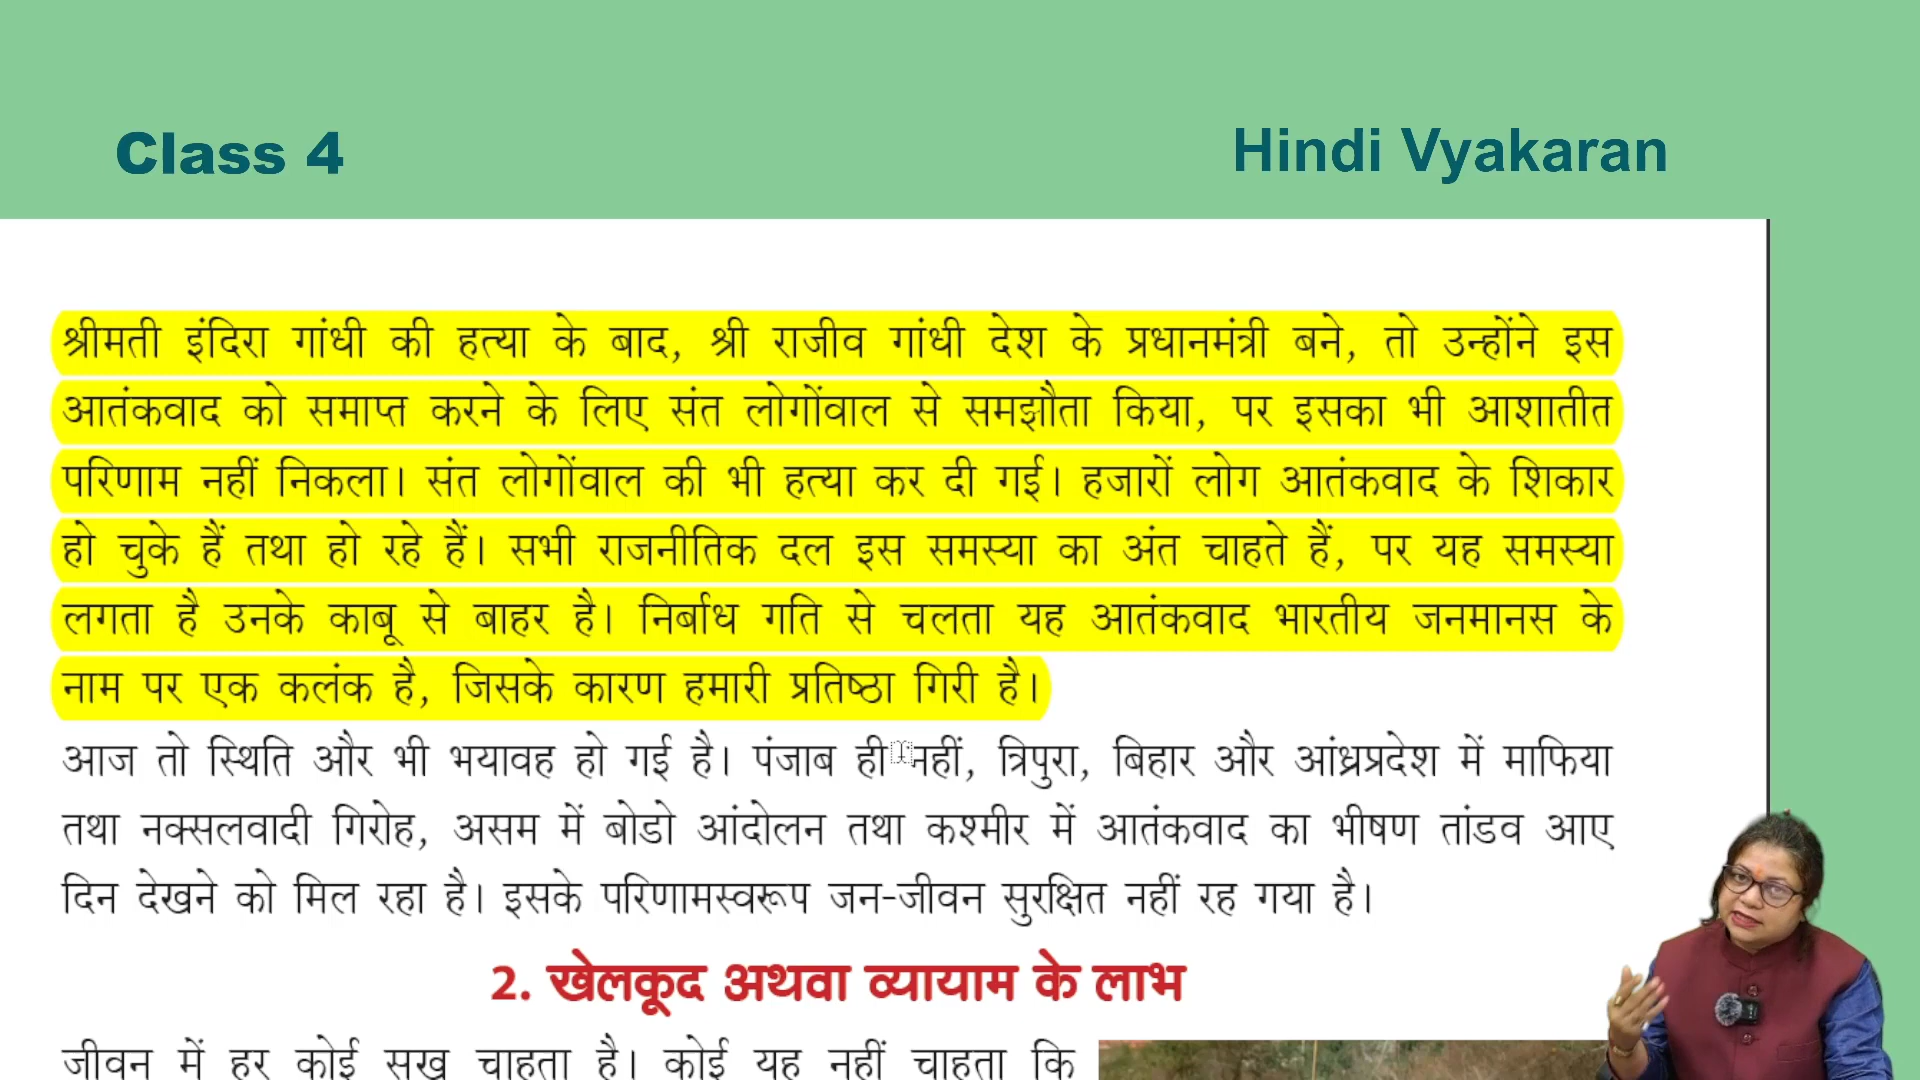 Class 4
Hindi Vyakaran
श्रीमती इंदिरा गांधी की हत्या के बाद, श्री राजीव गांधी देश के प्रधानमंत्री बने, तो उन्होंने इस
आतंकवाद को समाप्त करने के लिए संत लोगोंवाल से समझौता किया, पर इसका भी आशातीत
परिणाम नहीं निकला। संत लोगोंवाल की भी हत्या कर दी गई। हजारों लोग आतंकवाद के शिकार
हो चुके हैं तथा हो रहे हैं। सभी राजनीतिक दल इस समस्या का अंत चाहते हैं, पर यह समस्या
लगता है उनके काबू से बाहर है। निर्बाध गति से चलता यह आतंकवाद भारतीय जनमानस के
नाम पर एक कलंक है, जिसके कारण हमारी प्रतिष्ठा गिरी है।
आज तो स्थिति और भी भयावह हो गई है। पंजाब ही नहीं, त्रिपुरा, बिहार और आंध्रप्रदेश में माफिया
तथा नक्सलवादी गिरोह, असम में बोडो आंदोलन तथा कश्मीर में आतंकवाद का भीषण तांडव आए
दिन देखने को मिल रहा है। इसके परिणामस्वरूप जन-जीवन सुरक्षित नहीं रह गया है।
2. खेलकूद अथवा व्यायाम के लाभ
जीवन में हर कोई सुख चाहता है। कोई यह नहीं चाहता कि